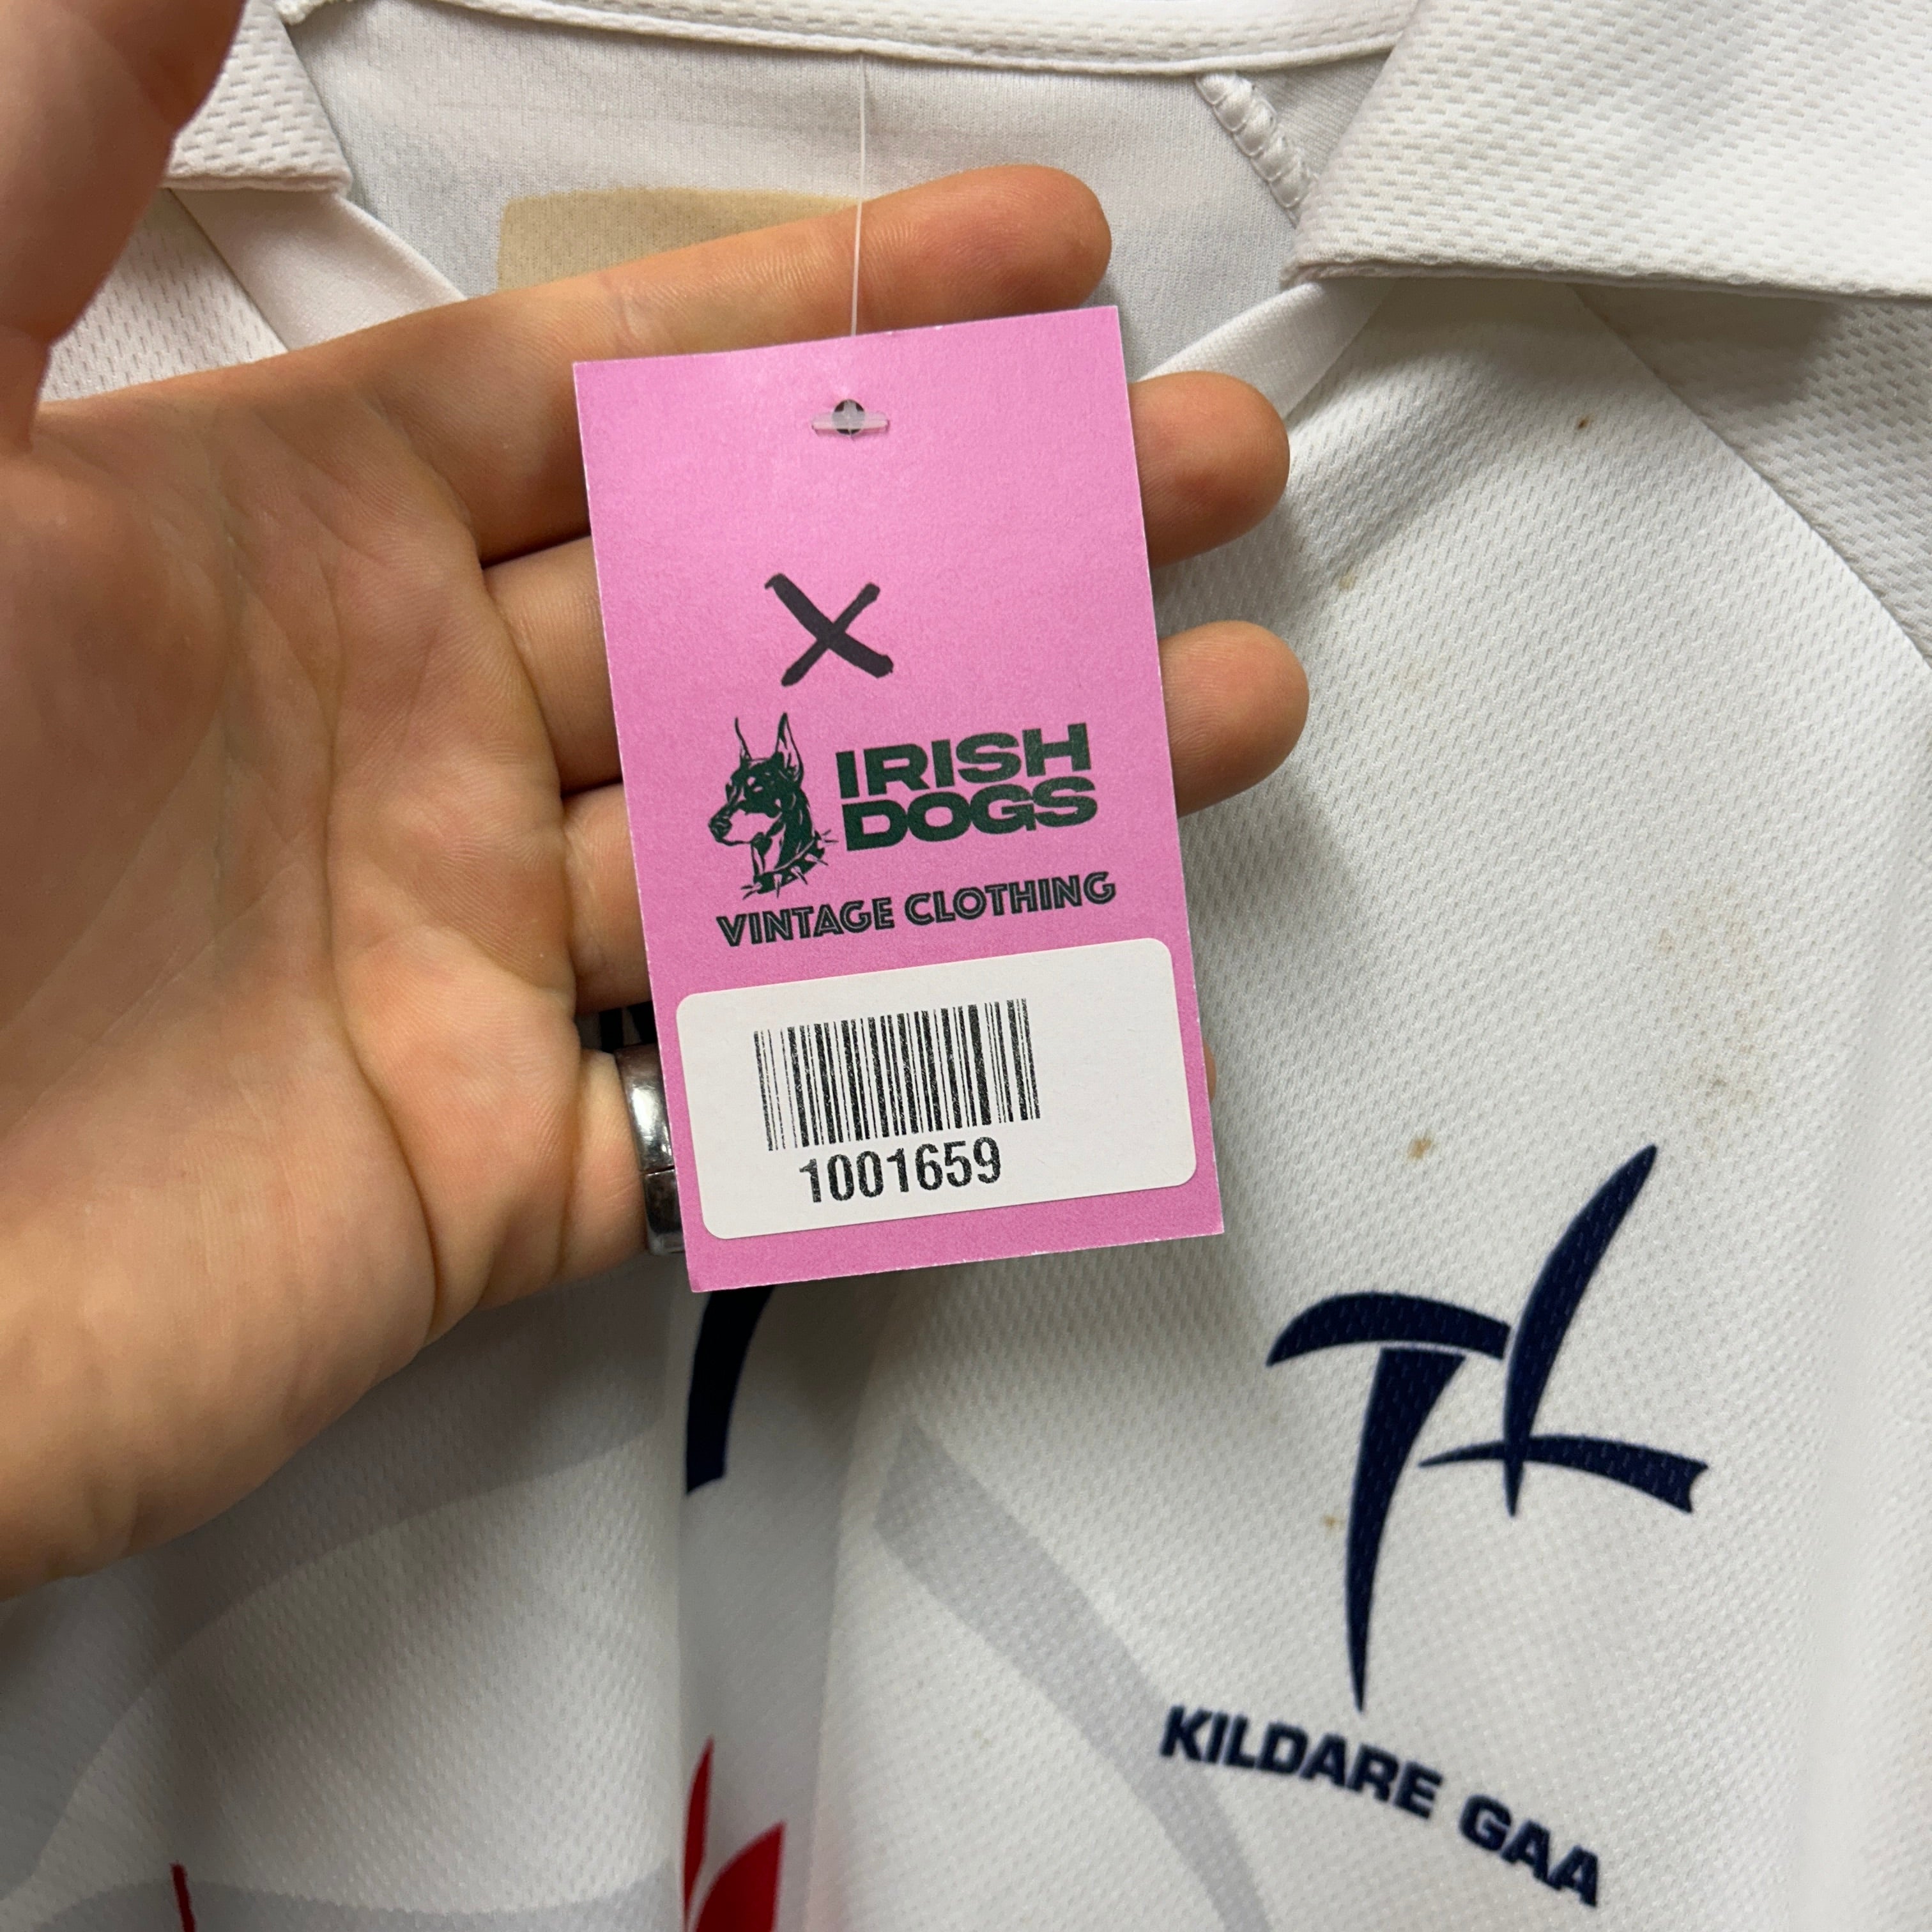 X
IRISH
DOGS
VINTAGE CLOTHING
1001659
KILDARE GAA